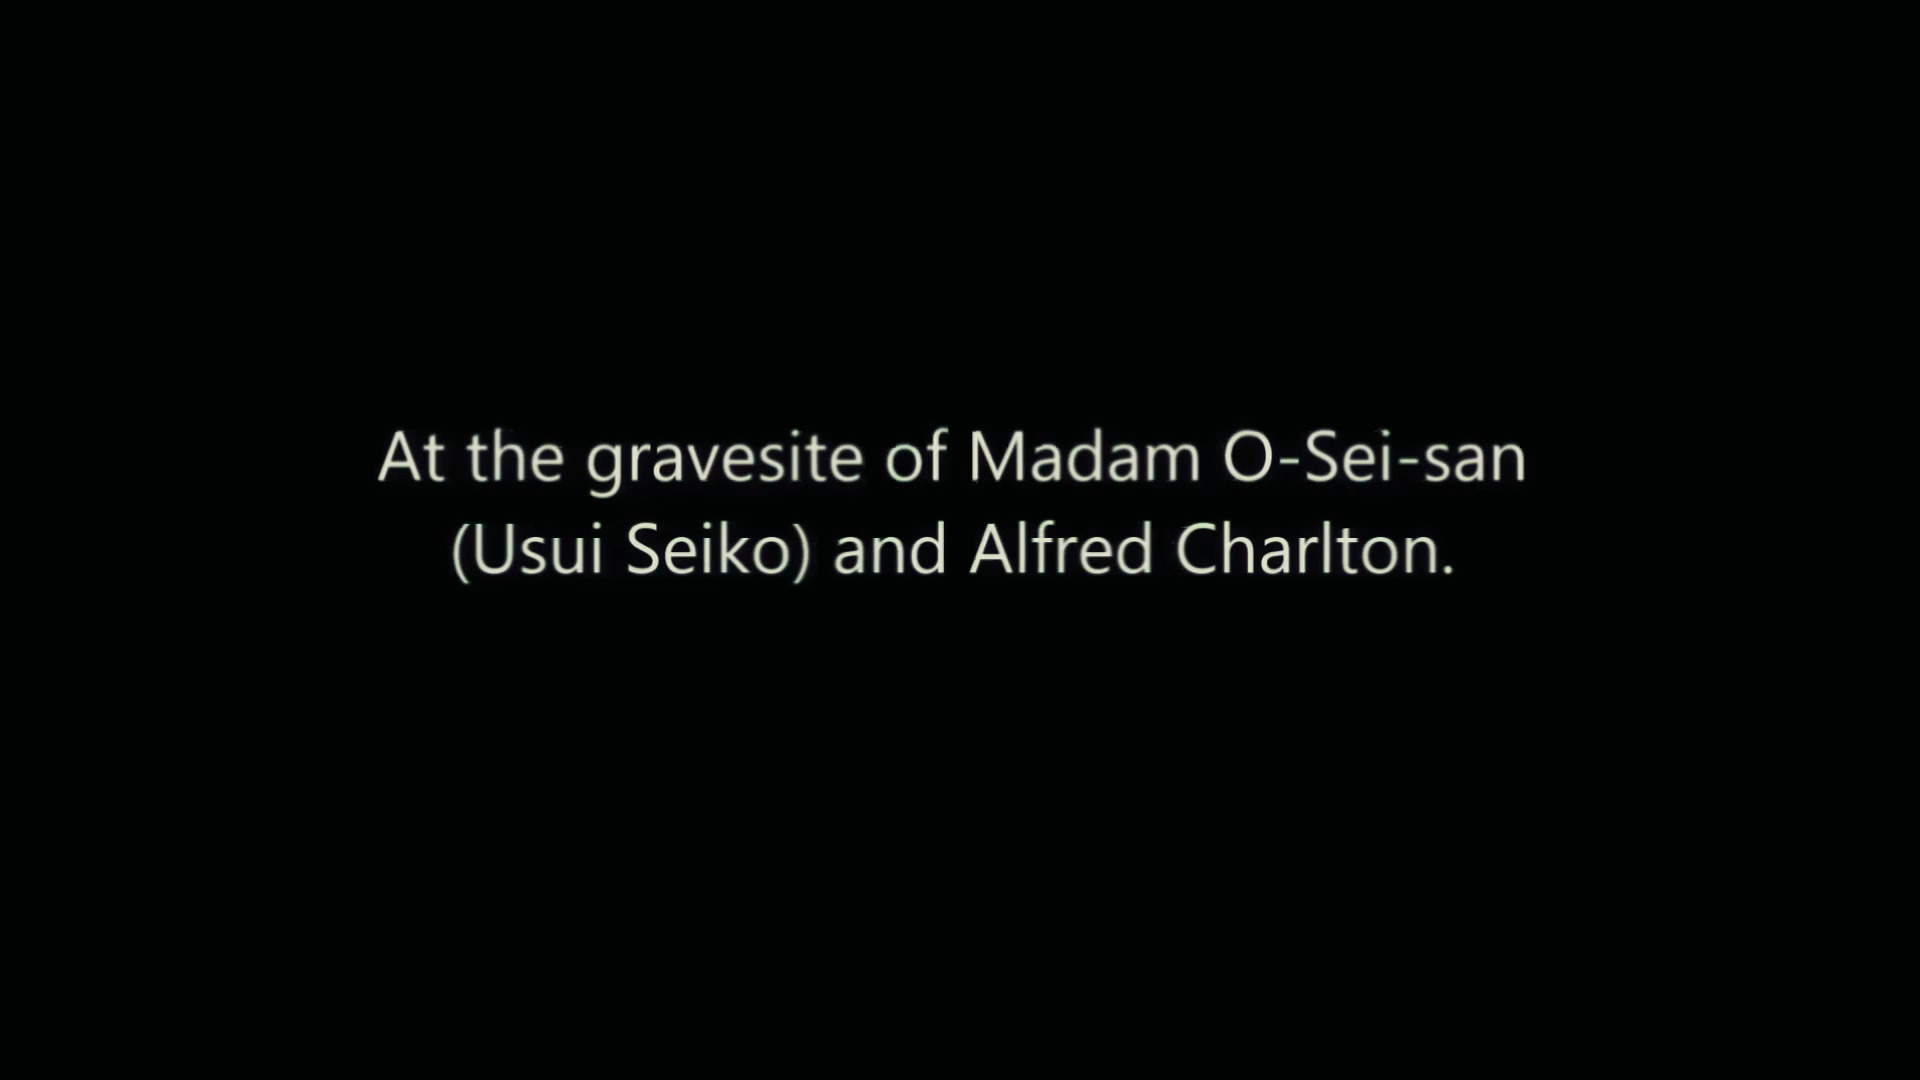 At the gravesite of Madam O-Sei-san
(Usui Seiko) and Alfred Charlton.